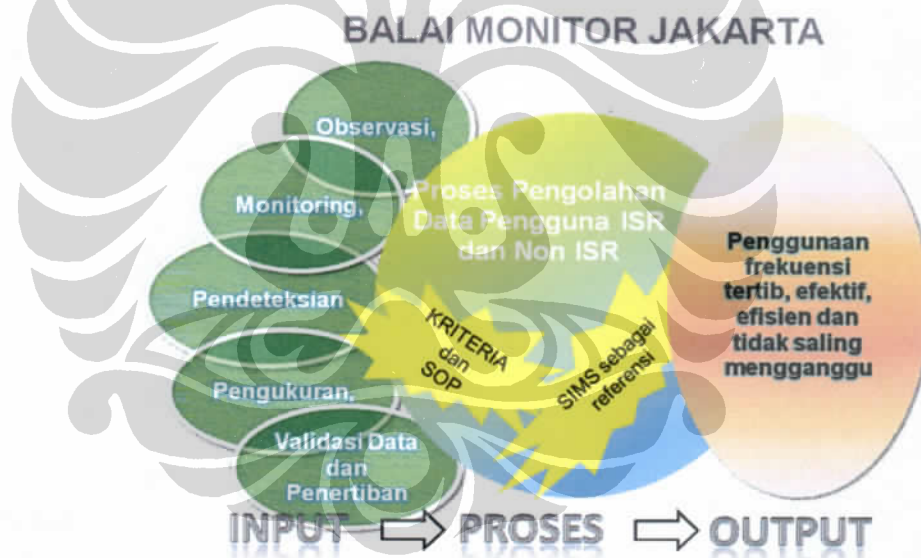 BALAI MONITOR JAKARTA
Observasi,
Monitoring,
Pendeteksian
Pengukuran,
Validasi Data
dan
Penertiban
Proses Pengolahan
Data Pengguna ISR
dan Non ISR
KRITERIA
dan
SOP
SIMS sebagai
referensi
Penggunaan
frekuensi
tertib, efektif,
efisien dan
tidak saling
mengganggu
INPUT PROSES OUTPUT